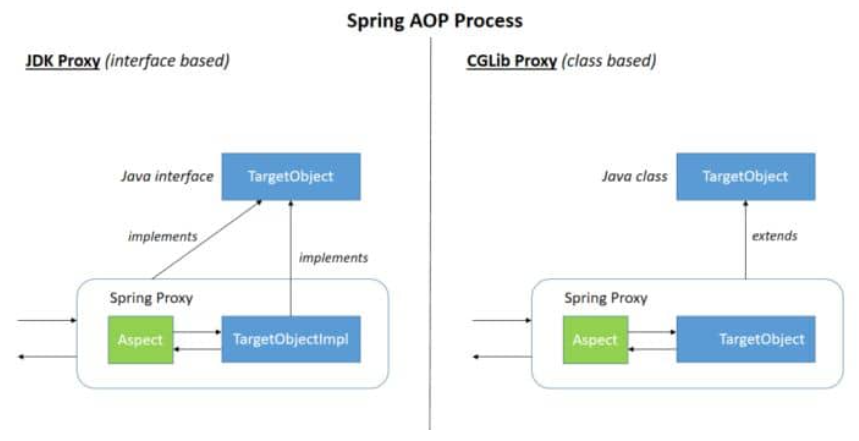 Spring AOP Process
JDK Proxy (interface based)
Java interface
TargetObject
implements
implements
Spring Proxy
Aspect
TargetObjectImpl
CGLib Proxy (class based)
Java class
TargetObject
extends
Spring Proxy
Aspect
TargetObject